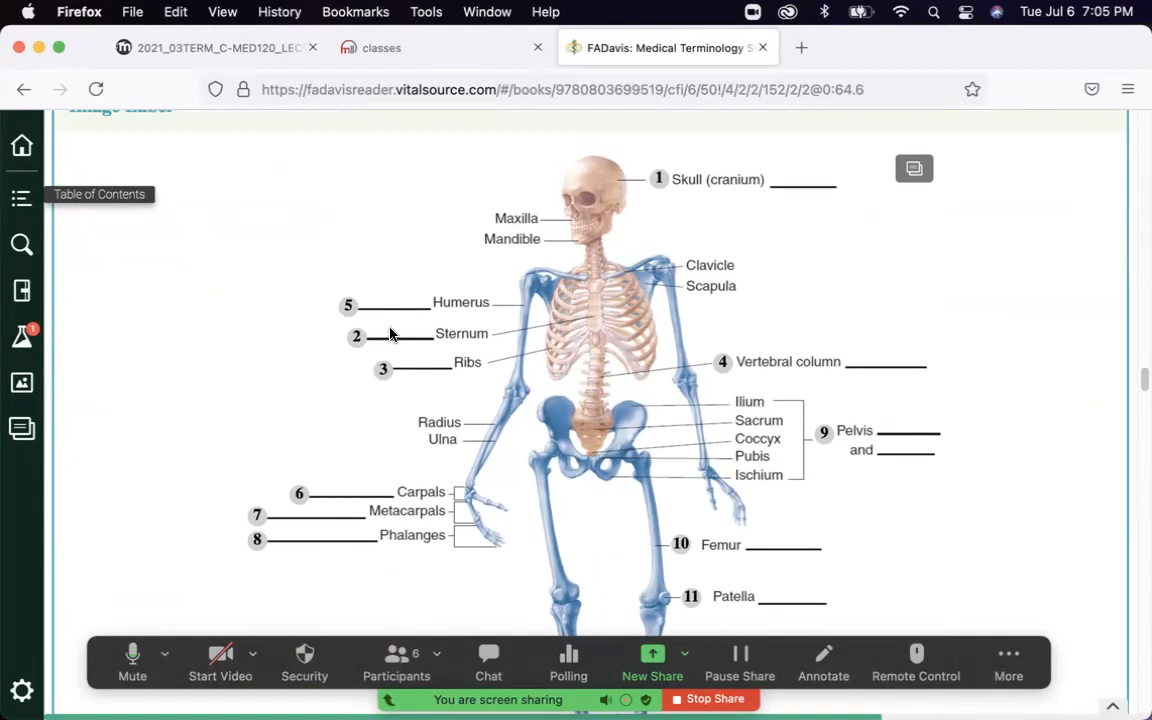 Firefox File Edit View History Bookmarks Tools Window Help Tue Jul 6 7:05 PM
2021_03TERM_C-MED120_LEC classes FADavis: Medical Terminology S
https://fadavisreader.vitalsource.com/#/books/9780803699519/cfi/6/50!/4/2/2/152/2/2@0:64.6
Image Label
Table of Contents
1 Skull (cranium)
Maxilla
Mandible
Clavicle
Scapula
5 Humerus
2 Sternum
3 Ribs
4 Vertebral column
Radius
Ulna
Ilium
Sacrum
Coccyx
Pubis
Ischium
9 Pelvis
and
6 Carpals
7 Metacarpals
8 Phalanges
10 Femur
11 Patella
1
Mute Start Video Security Participants 6 Chat Polling New Share Pause Share Annotate Remote Control More
You are screen sharing Stop Share